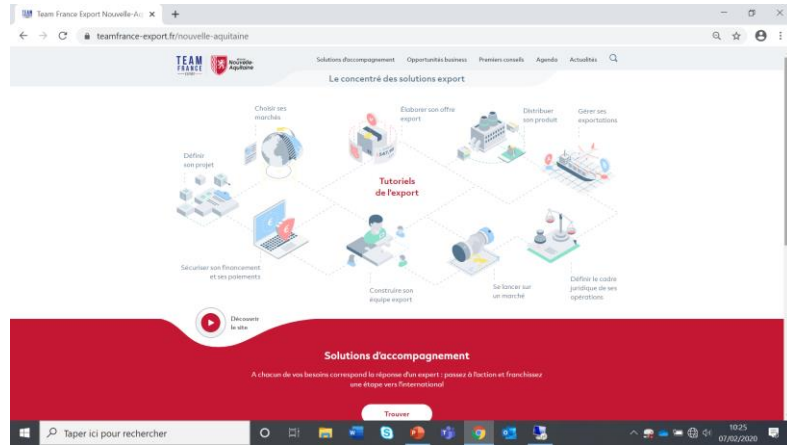 Team France Export Nouvelle-Aq
teamfrance-export.fr/nouvelle-aquitaine
TEAM
FRANCE
Nouvelle-
Aquitaine
Solutions d'accompagnement Opportunités business Premiers conseils Agenda Actualités
Le concentré des solutions export
Choisir ses
marchés
Élaborer son offre
export
Distribuer
son produit
Gérer ses
exportations
Définir
son projet
Tutoriels
de l'export
Sécuriser son financement
et ses paiements
Construire son
équipe export
Se lancer sur
un marché
Définir le cadre
juridique de ses
opérations
Découvrir
le site
Solutions d'accompagnement
A chacun de vos besoins correspond la réponse d'un expert : passez à l'action et franchissez
une étape vers l'international
Trouver
Taper ici pour rechercher
10:25
07/02/2020